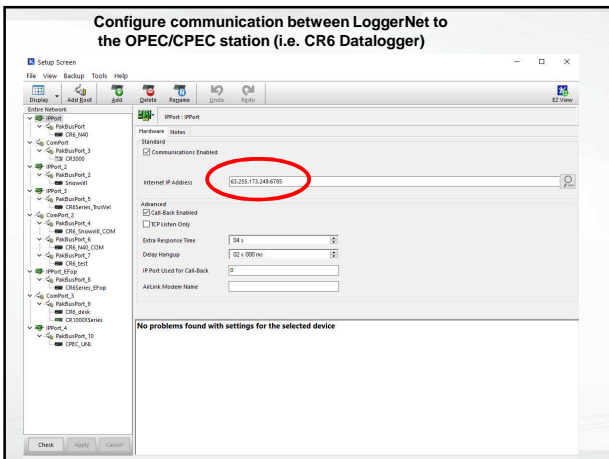 Configure communication between LoggerNet to
the OPEC/CPEC station (i.e. CR6 Datalogger)
Setup Screen
File View Backup Tools Help
Display Add Root Add Delete Rename Undo Redo EZ View
Entire Network
IPPort
PakBusPort
CR6_N40
ComPort
PakBusPort_3
CR3000
IPPort_2
PakBusPort_2
Snowvill
IPPort_3
PakBusPort_5
CR6Series_TruWel
ComPort_2
PakBusPort_4
CR6_Snowvill_COM
PakBusPort_6
CR6_N40_COM
PakBusPort_7
CR6_test
IPPort_EFop
PakBusPort_8
CR6Series_EFop
ComPort_3
PakBusPort_9
CR6_desk
CR1000XSeries
IPPort_4
PakBusPort_10
CPEC_UNL
Check Apply Cancel
IPPort : IPPort
Hardware Notes
Standard
Communications Enabled
Internet IP Address 63.255.173.248:6785
Advanced
Call-Back Enabled
TCP Listen Only
Extra Response Time 04 s
Delay Hangup 02 s 000 ms
IP Port Used for Call-Back 0
AirLink Modem Name
No problems found with settings for the selected device